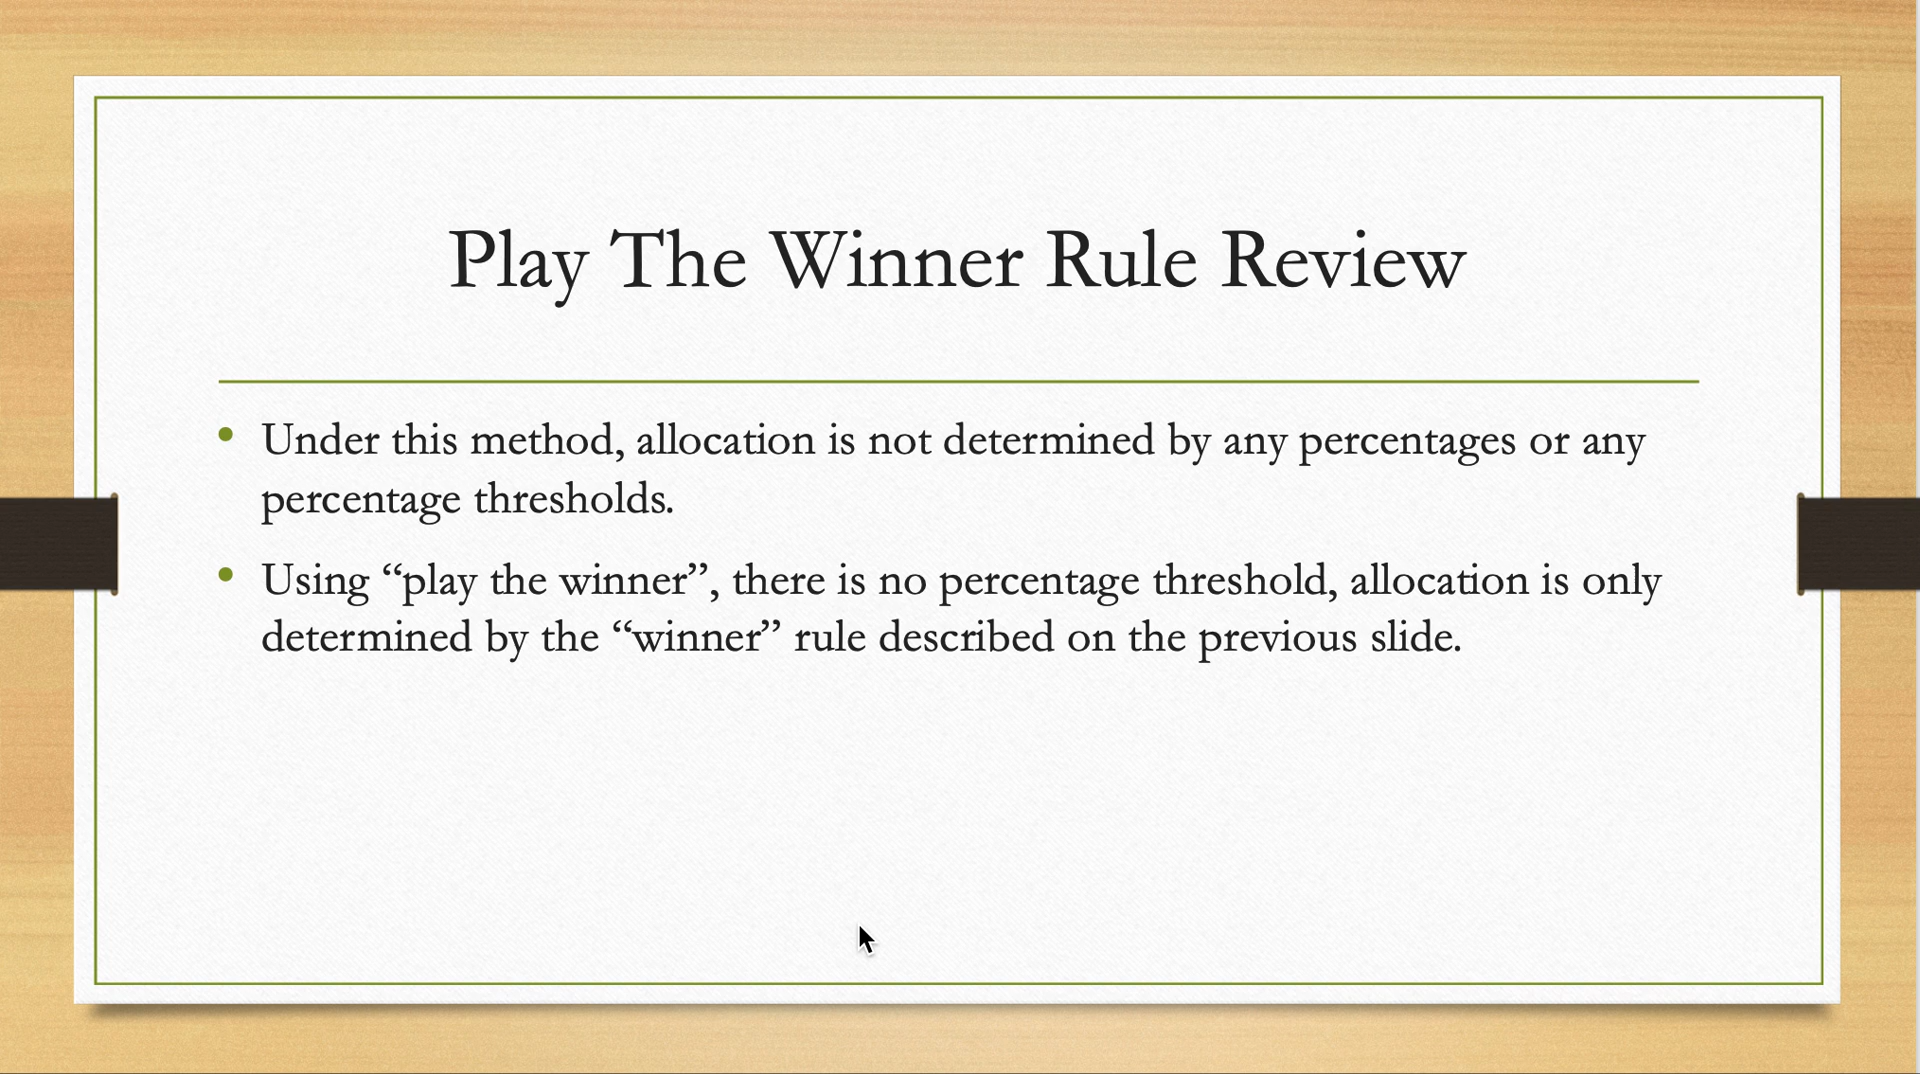 Play The Winner Rule Review
• Under this method, allocation is not determined by any percentages or any
percentage thresholds.
• Using “play the winner”, there is no percentage threshold, allocation is only
determined by the “winner” rule described on the previous slide.